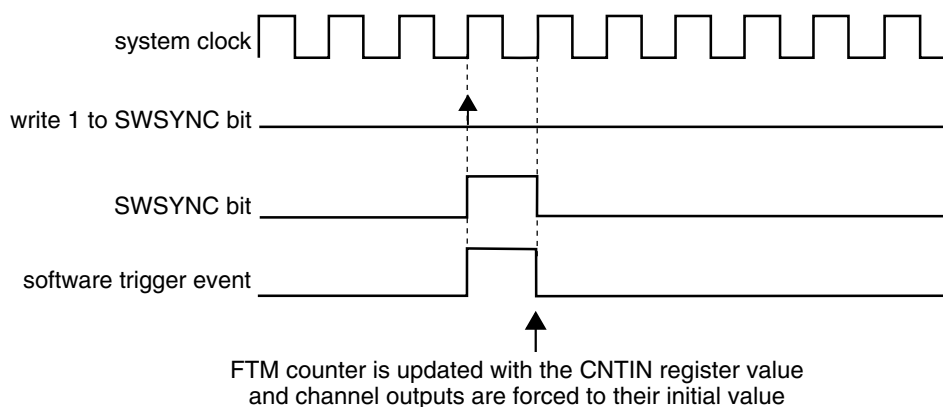 system clock
write 1 to SWSYNC bit
SWSYNC bit
software trigger event
FTM counter is updated with the CNTIN register value
and channel outputs are forced to their initial value